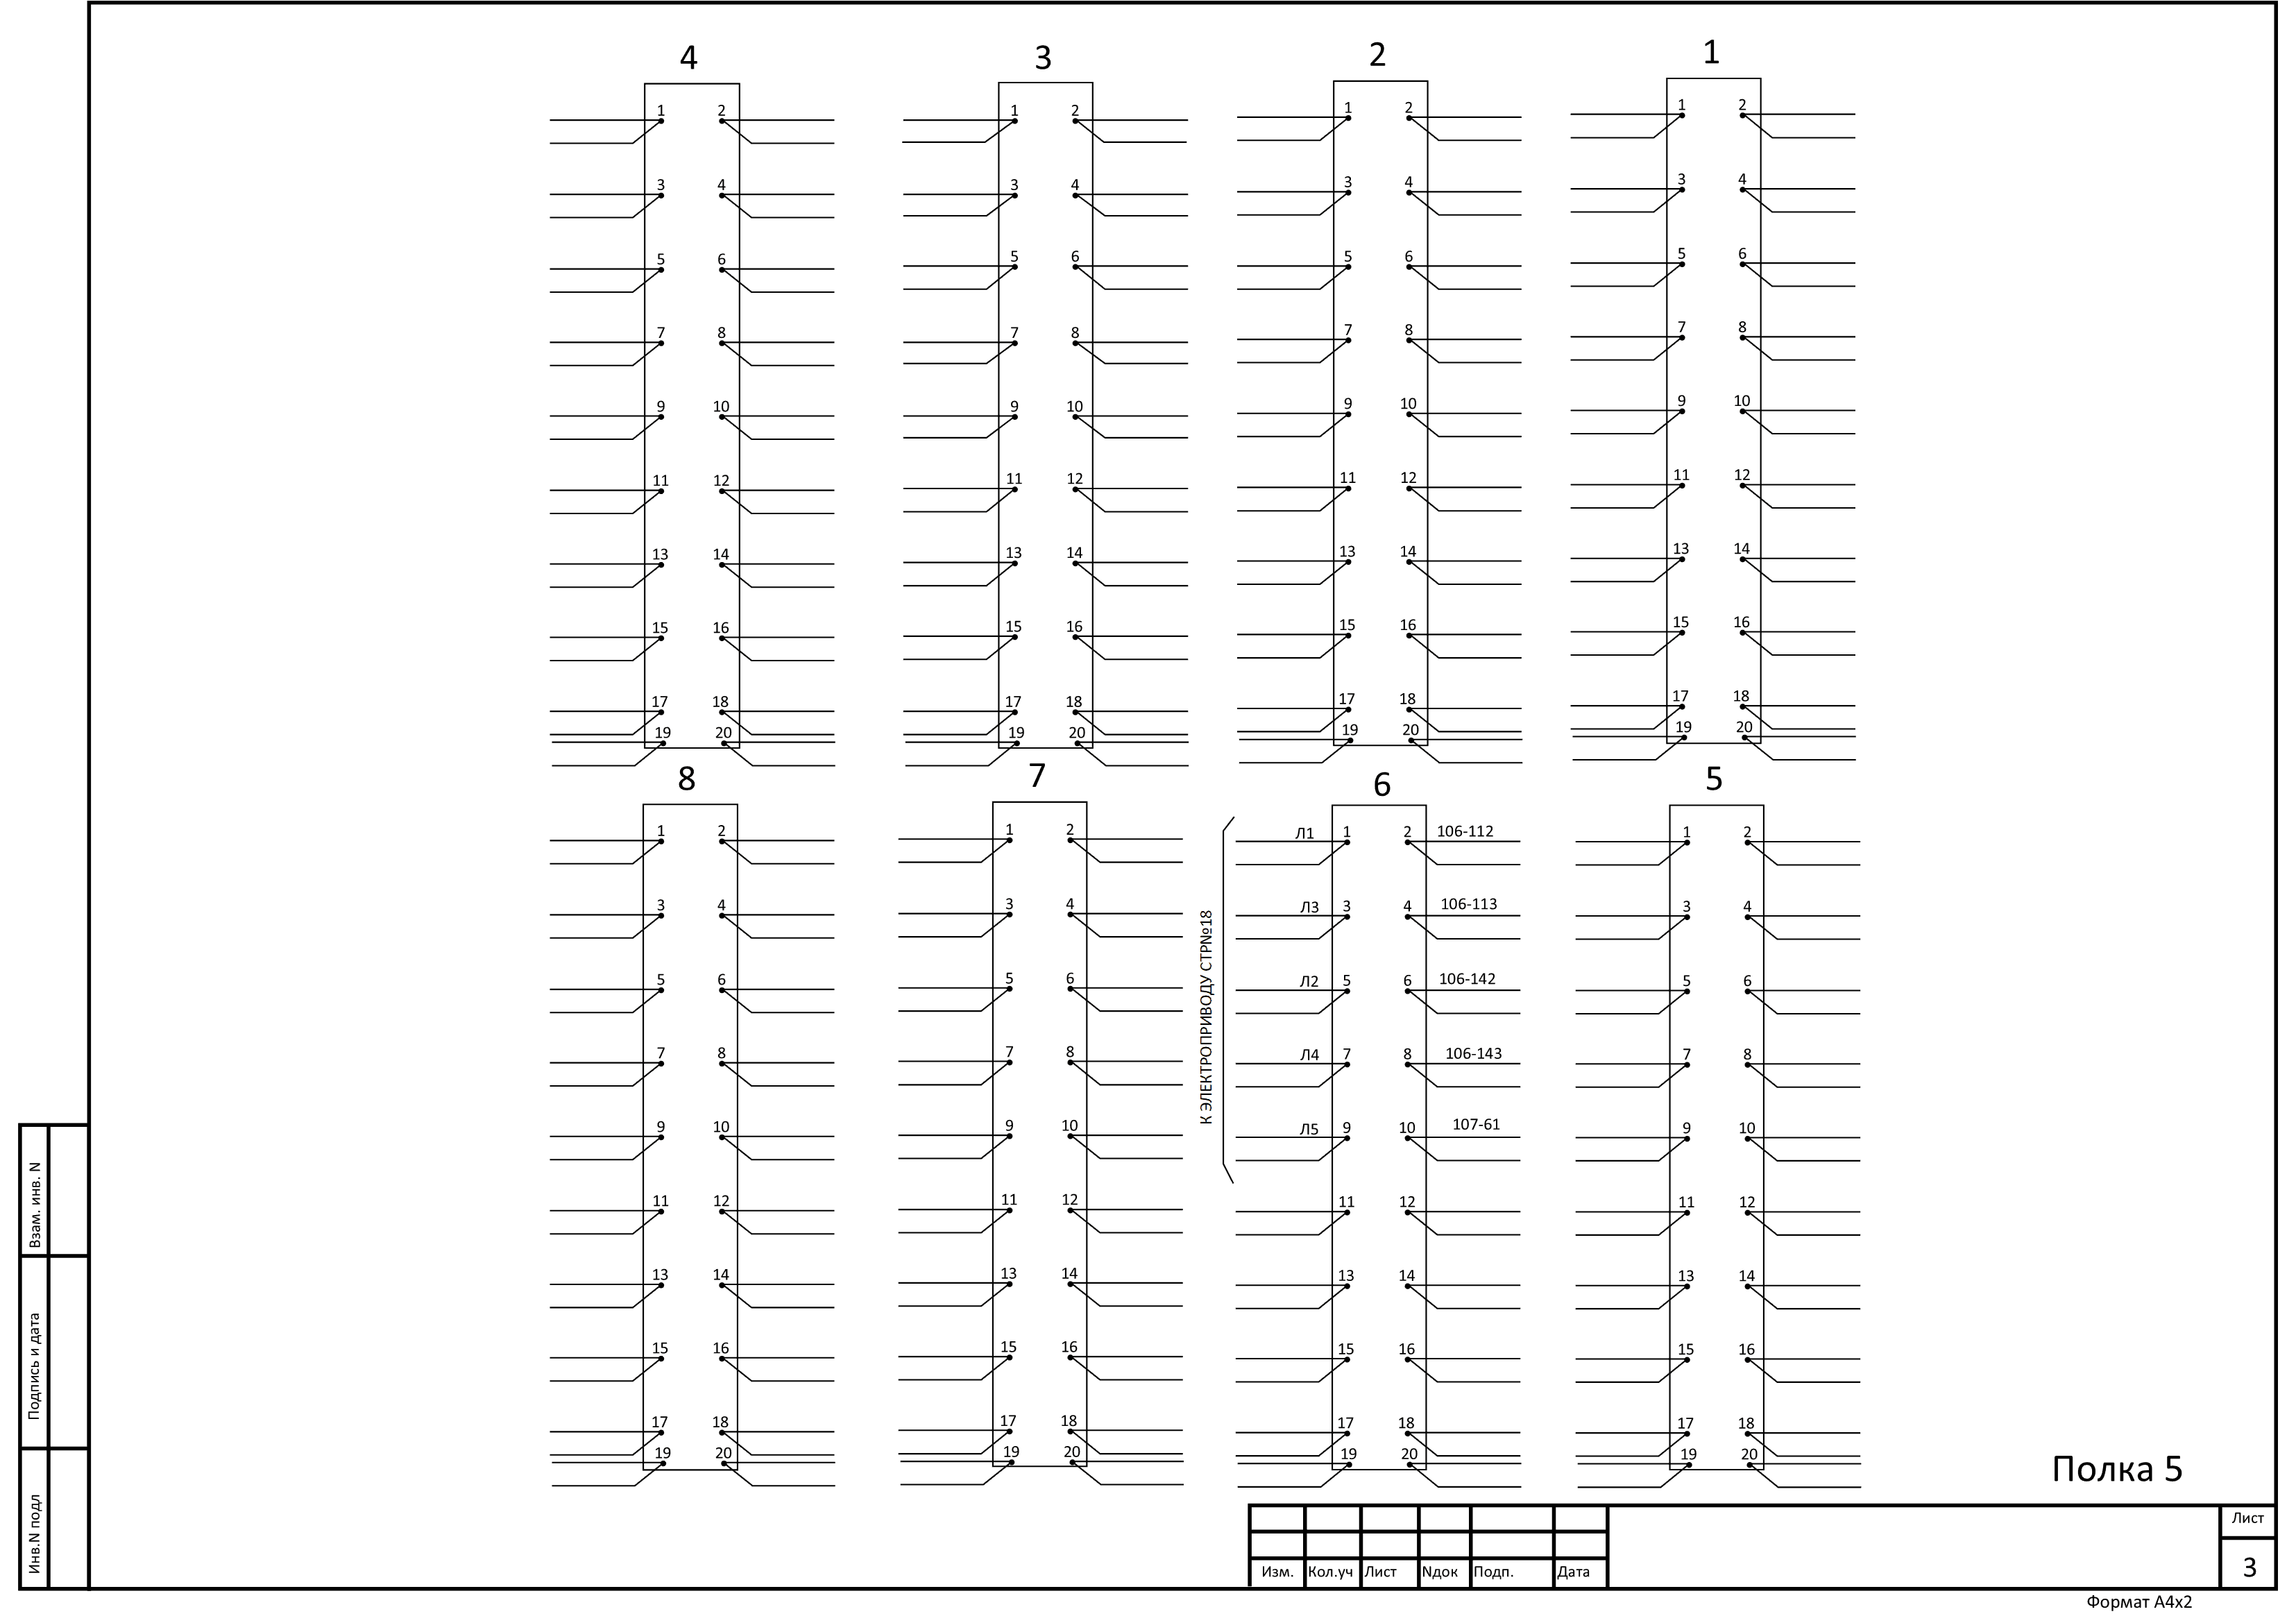 4 3 2 1
1 2 1 2 1 2 1 2
3 4 3 4 3 4 3 4
5 6 5 6 5 6 5 6
7 8 7 8 7 8 7 8
9 10 9 10 9 10 9 10
11 12 11 12 11 12 11 12
13 14 13 14 13 14 13 14
15 16 15 16 15 16 15 16
17 18 17 18 17 18 17 18
19 20 19 20 19 20 19 20
8 7 6 5
1 2 1 2 Л1 1 2 106-112 1 2
3 4 3 4 Л3 3 4 106-113 3 4
5 6 5 6 Л2 5 6 106-142 5 6
7 8 7 8 Л4 7 8 106-143 7 8
9 10 9 10 Л5 9 10 107-61 9 10
11 12 11 12 11 12 11 12
13 14 13 14 13 14 13 14
15 16 15 16 15 16 15 16
17 18 17 18 17 18 17 18
19 20 19 20 19 20 19 20
К ЭЛЕКТРОПРИВОДУ СТР№18
Полка 5
Взам. инв. N
Подпись и дата
Инв.N подл
Изм. Кол.уч Лист Nдок Подп. Дата
Лист
3
Формат А4х2